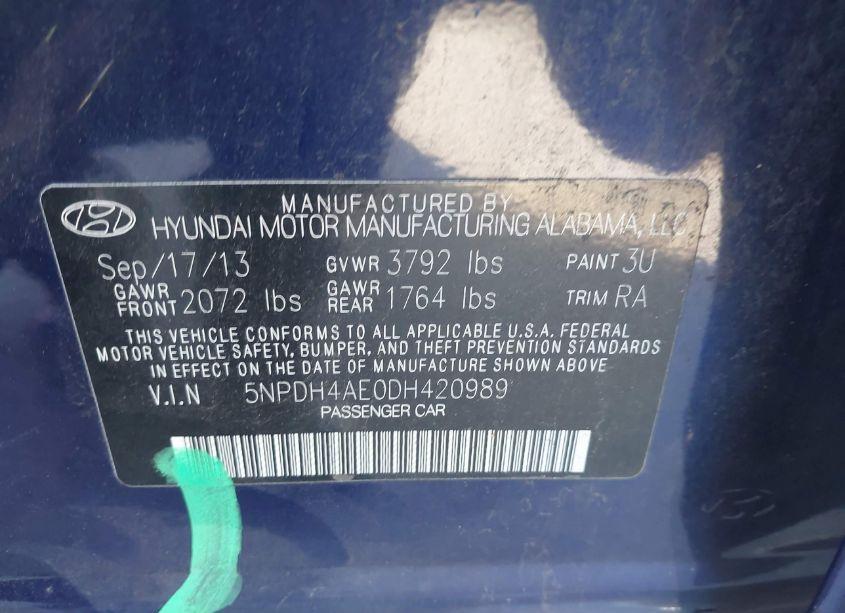 MANUFACTURED BY
HYUNDAI MOTOR MANUFACTURING ALABAMA, LLC
Sep/17/13 GVWR 3792 lbs PAINT 3U
GAWR FRONT 2072 lbs GAWR REAR 1764 lbs TRIM RA
THIS VEHICLE CONFORMS TO ALL APPLICABLE U.S.A. FEDERAL
MOTOR VEHICLE SAFETY, BUMPER, AND THEFT PREVENTION STANDARDS
IN EFFECT ON THE DATE OF MANUFACTURE SHOWN ABOVE
V.I.N 5NPDH4AE0DH420989
PASSENGER CAR